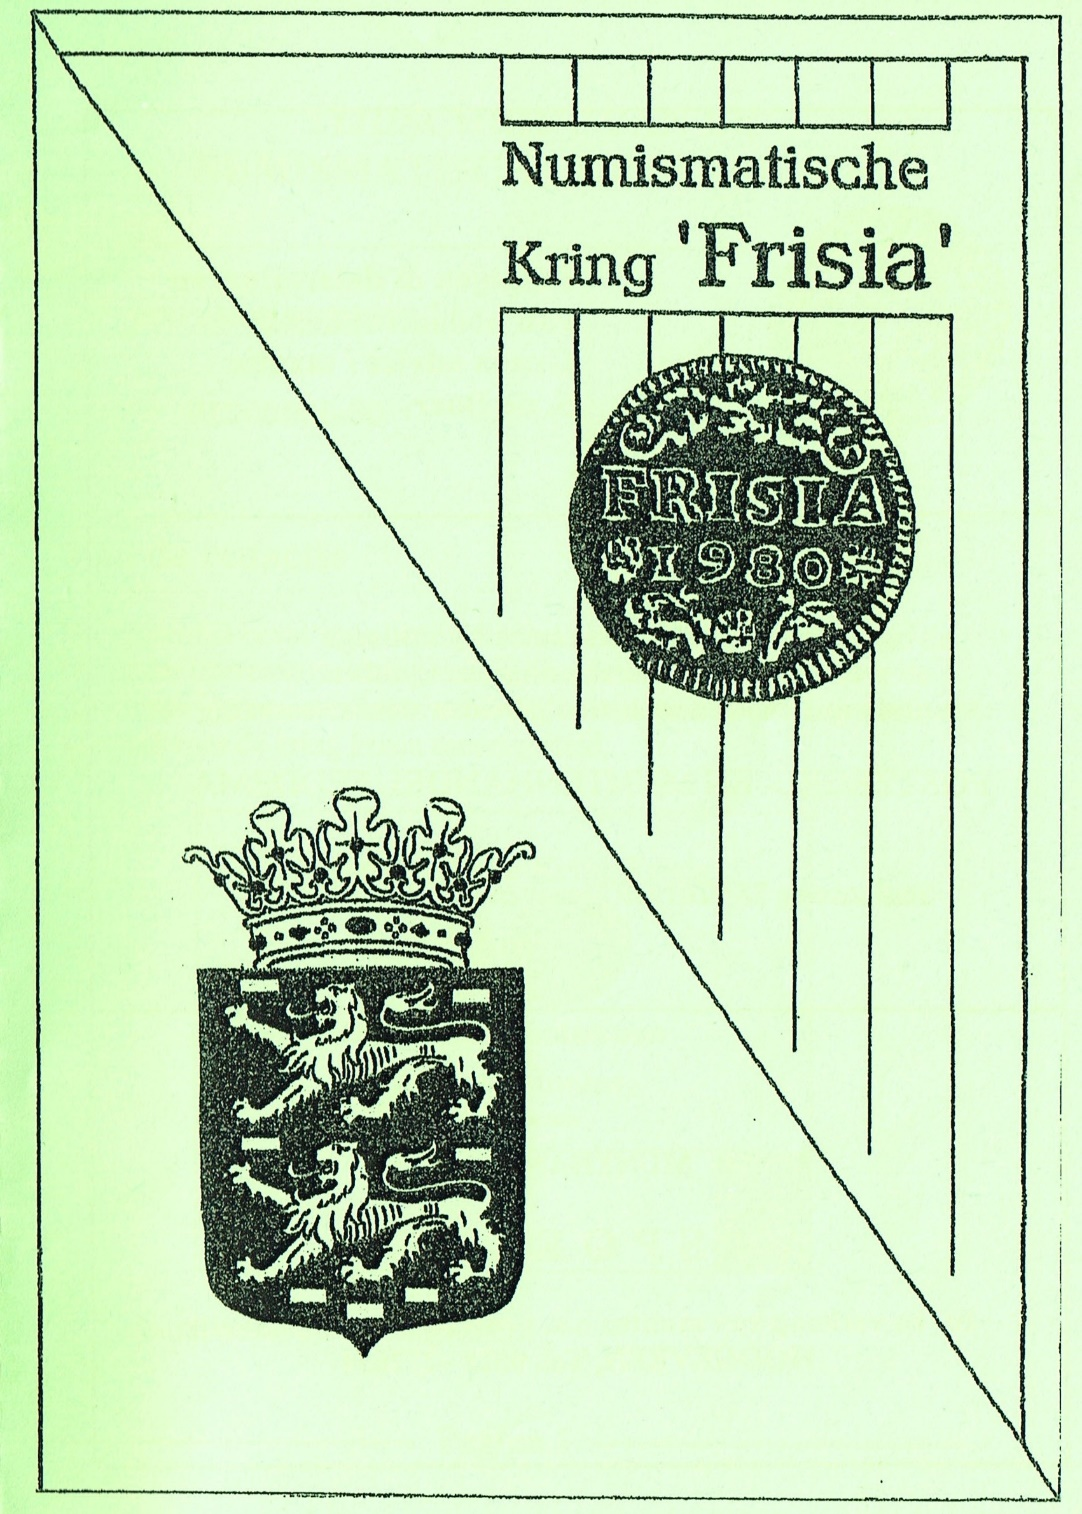 Numismatische
Kring 'Frisia'
FRISIA
1980